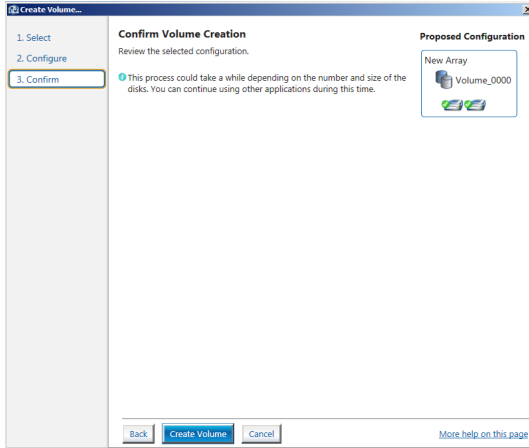 Create Volume...
1. Select
2. Configure
3. Confirm
Confirm Volume Creation
Review the selected configuration.
This process could take a while depending on the number and size of the
disks. You can continue using other applications during this time.
Proposed Configuration
New Array
Volume_0000
Back
Create Volume
Cancel
More help on this page